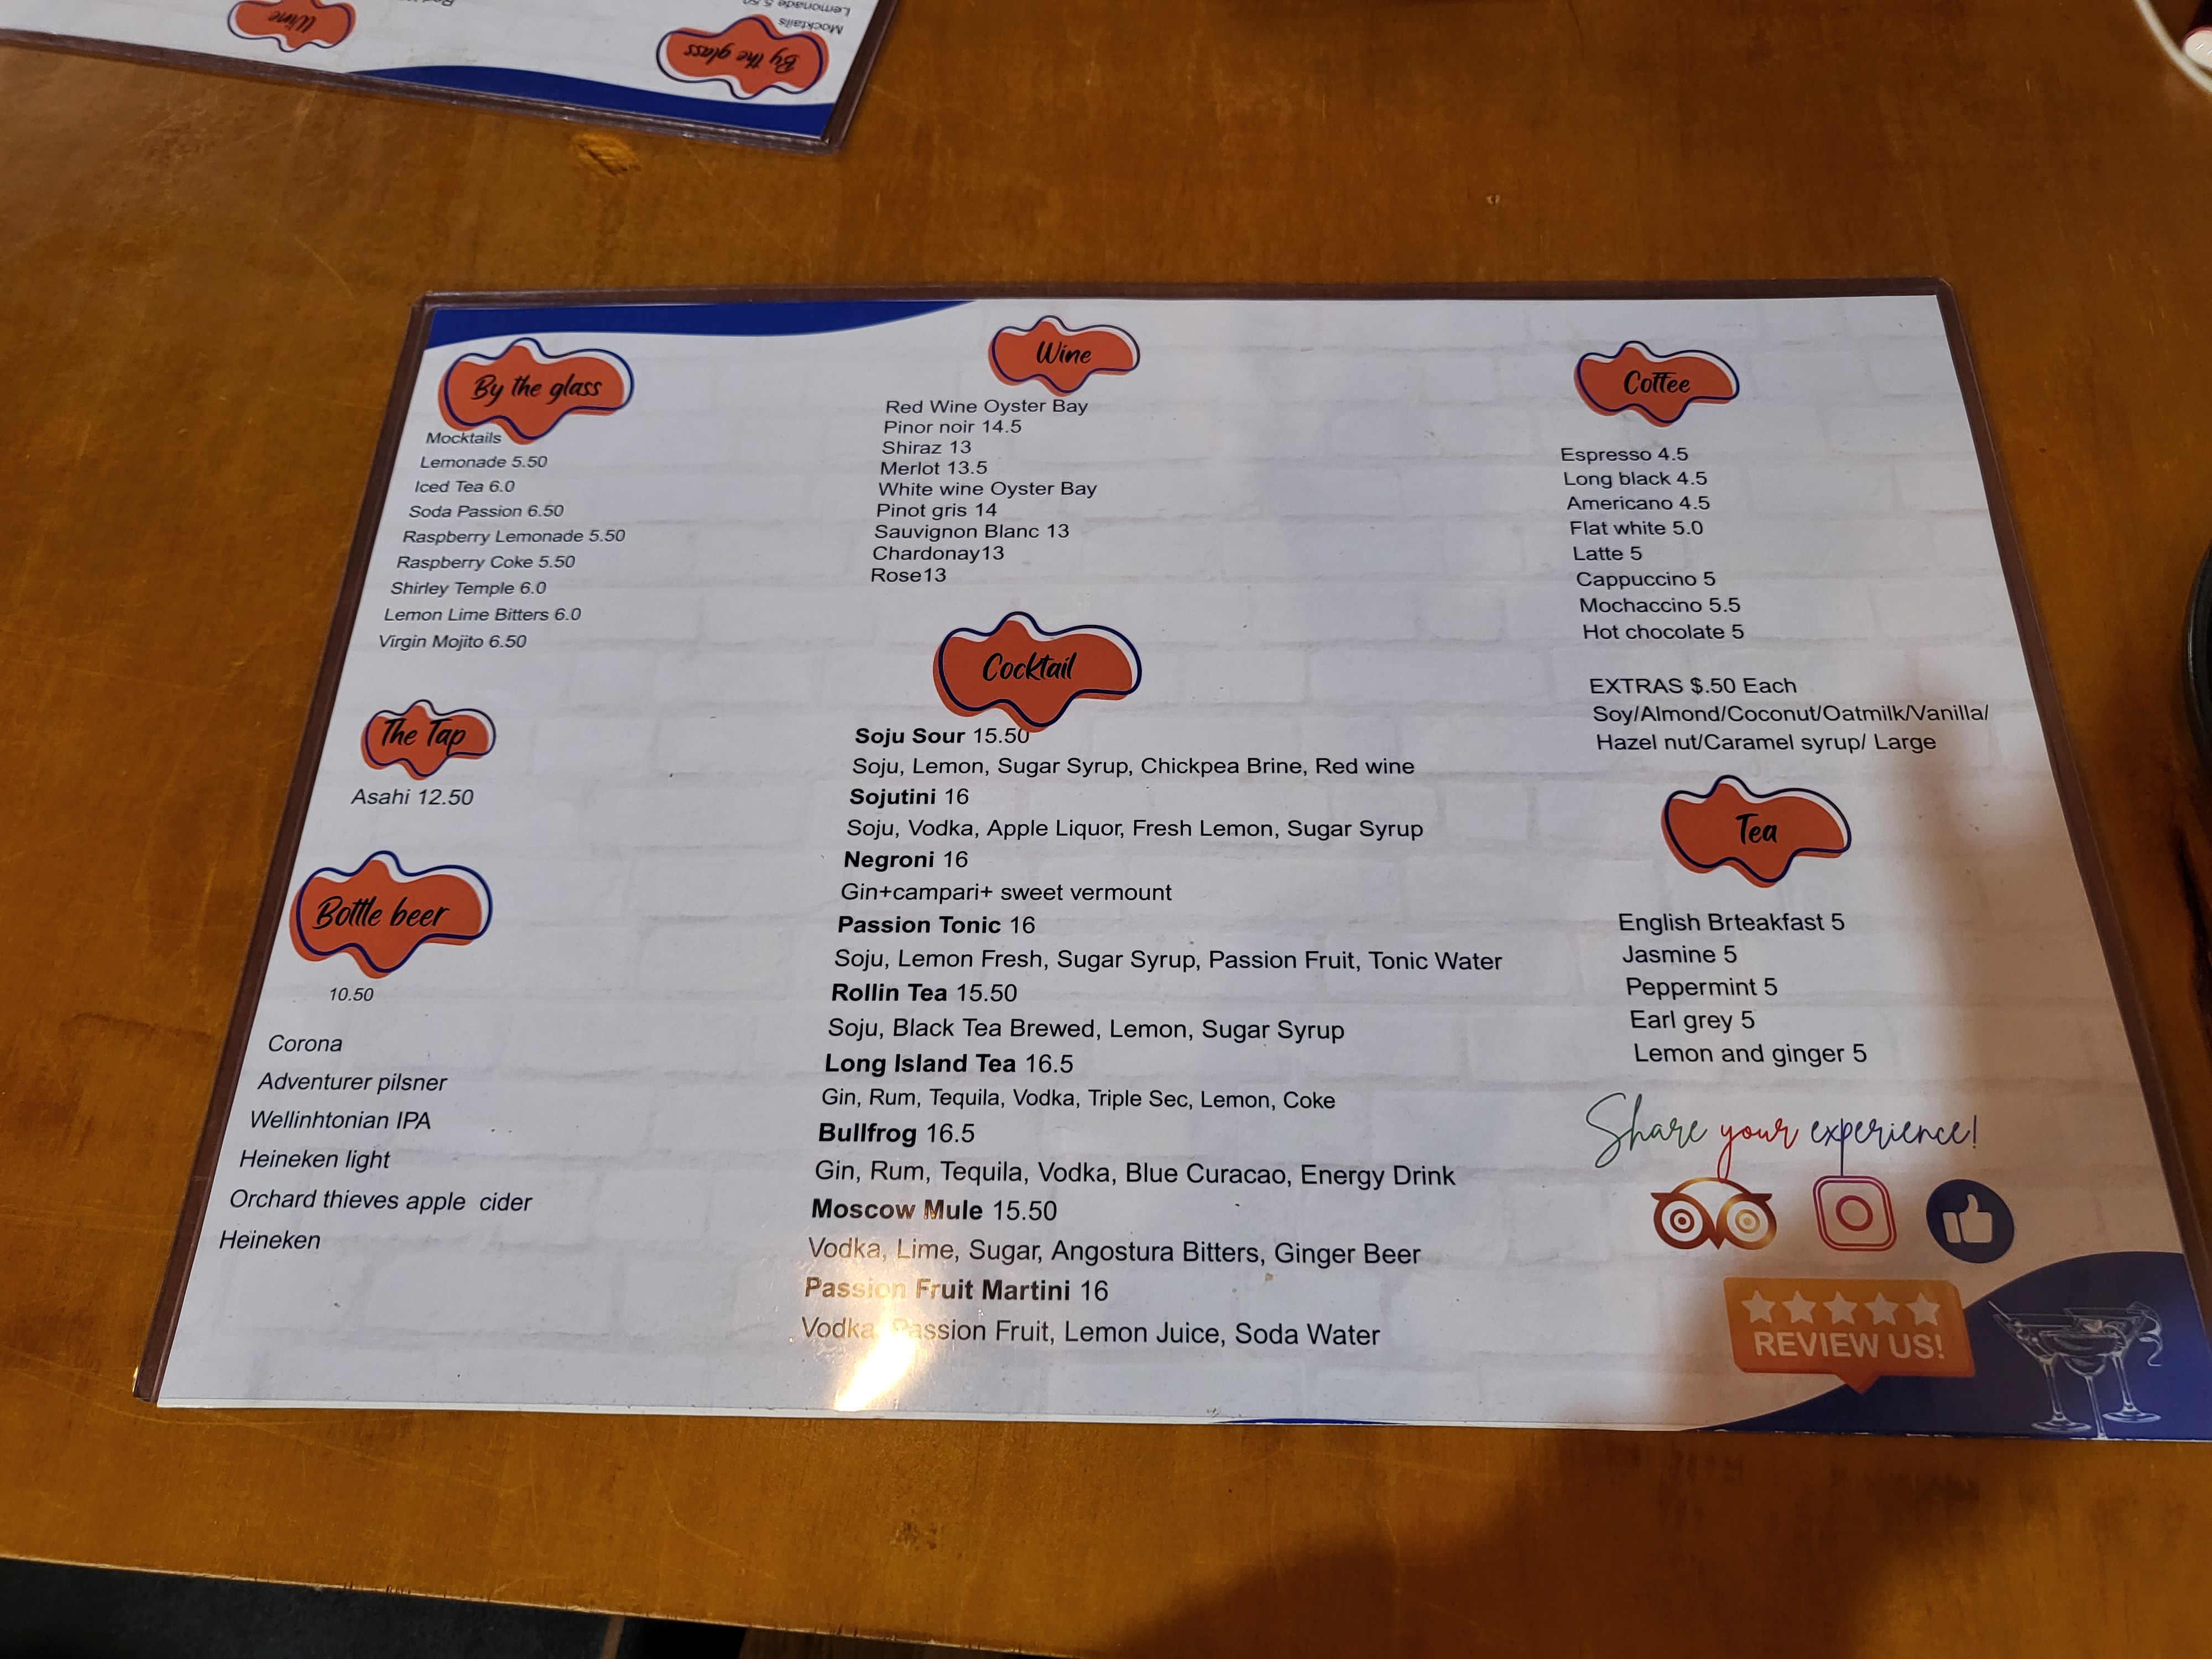 Wine
By the glass
Mocktails
Lemonade 5.50
By the glass
Mocktails
Lemonade 5.50
Iced Tea 6.0
Soda Passion 6.50
Raspberry Lemonade 5.50
Raspberry Coke 5.50
Shirley Temple 6.0
Lemon Lime Bitters 6.0
Virgin Mojito 6.50
The Tap
Asahi 12.50
Bottle beer
10.50
Corona
Adventurer pilsner
Wellinhtonian IPA
Heineken light
Orchard thieves apple cider
Heineken
Wine
Red Wine Oyster Bay
Pinor noir 14.5
Shiraz 13
Merlot 13.5
White wine Oyster Bay
Pinot gris 14
Sauvignon Blanc 13
Chardonay13
Rose13
Cocktail
Soju Sour 15.50
Soju, Lemon, Sugar Syrup, Chickpea Brine, Red wine
Sojutini 16
Soju, Vodka, Apple Liquor, Fresh Lemon, Sugar Syrup
Negroni 16
Gin+campari+ sweet vermount
Passion Tonic 16
Soju, Lemon Fresh, Sugar Syrup, Passion Fruit, Tonic Water
Rollin Tea 15.50
Soju, Black Tea Brewed, Lemon, Sugar Syrup
Long Island Tea 16.5
Gin, Rum, Tequila, Vodka, Triple Sec, Lemon, Coke
Bullfrog 16.5
Gin, Rum, Tequila, Vodka, Blue Curacao, Energy Drink
Moscow Mule 15.50
Vodka, Lime, Sugar, Angostura Bitters, Ginger Beer
Passion Fruit Martini 16
Vodka, Passion Fruit, Lemon Juice, Soda Water
Coffee
Espresso 4.5
Long black 4.5
Americano 4.5
Flat white 5.0
Latte 5
Cappuccino 5
Mochaccino 5.5
Hot chocolate 5
EXTRAS $.50 Each
Soy/Almond/Coconut/Oatmilk/Vanilla/
Hazel nut/Caramel syrup/ Large
Tea
English Brteakfast 5
Jasmine 5
Peppermint 5
Earl grey 5
Lemon and ginger 5
Share your experience!
REVIEW US!